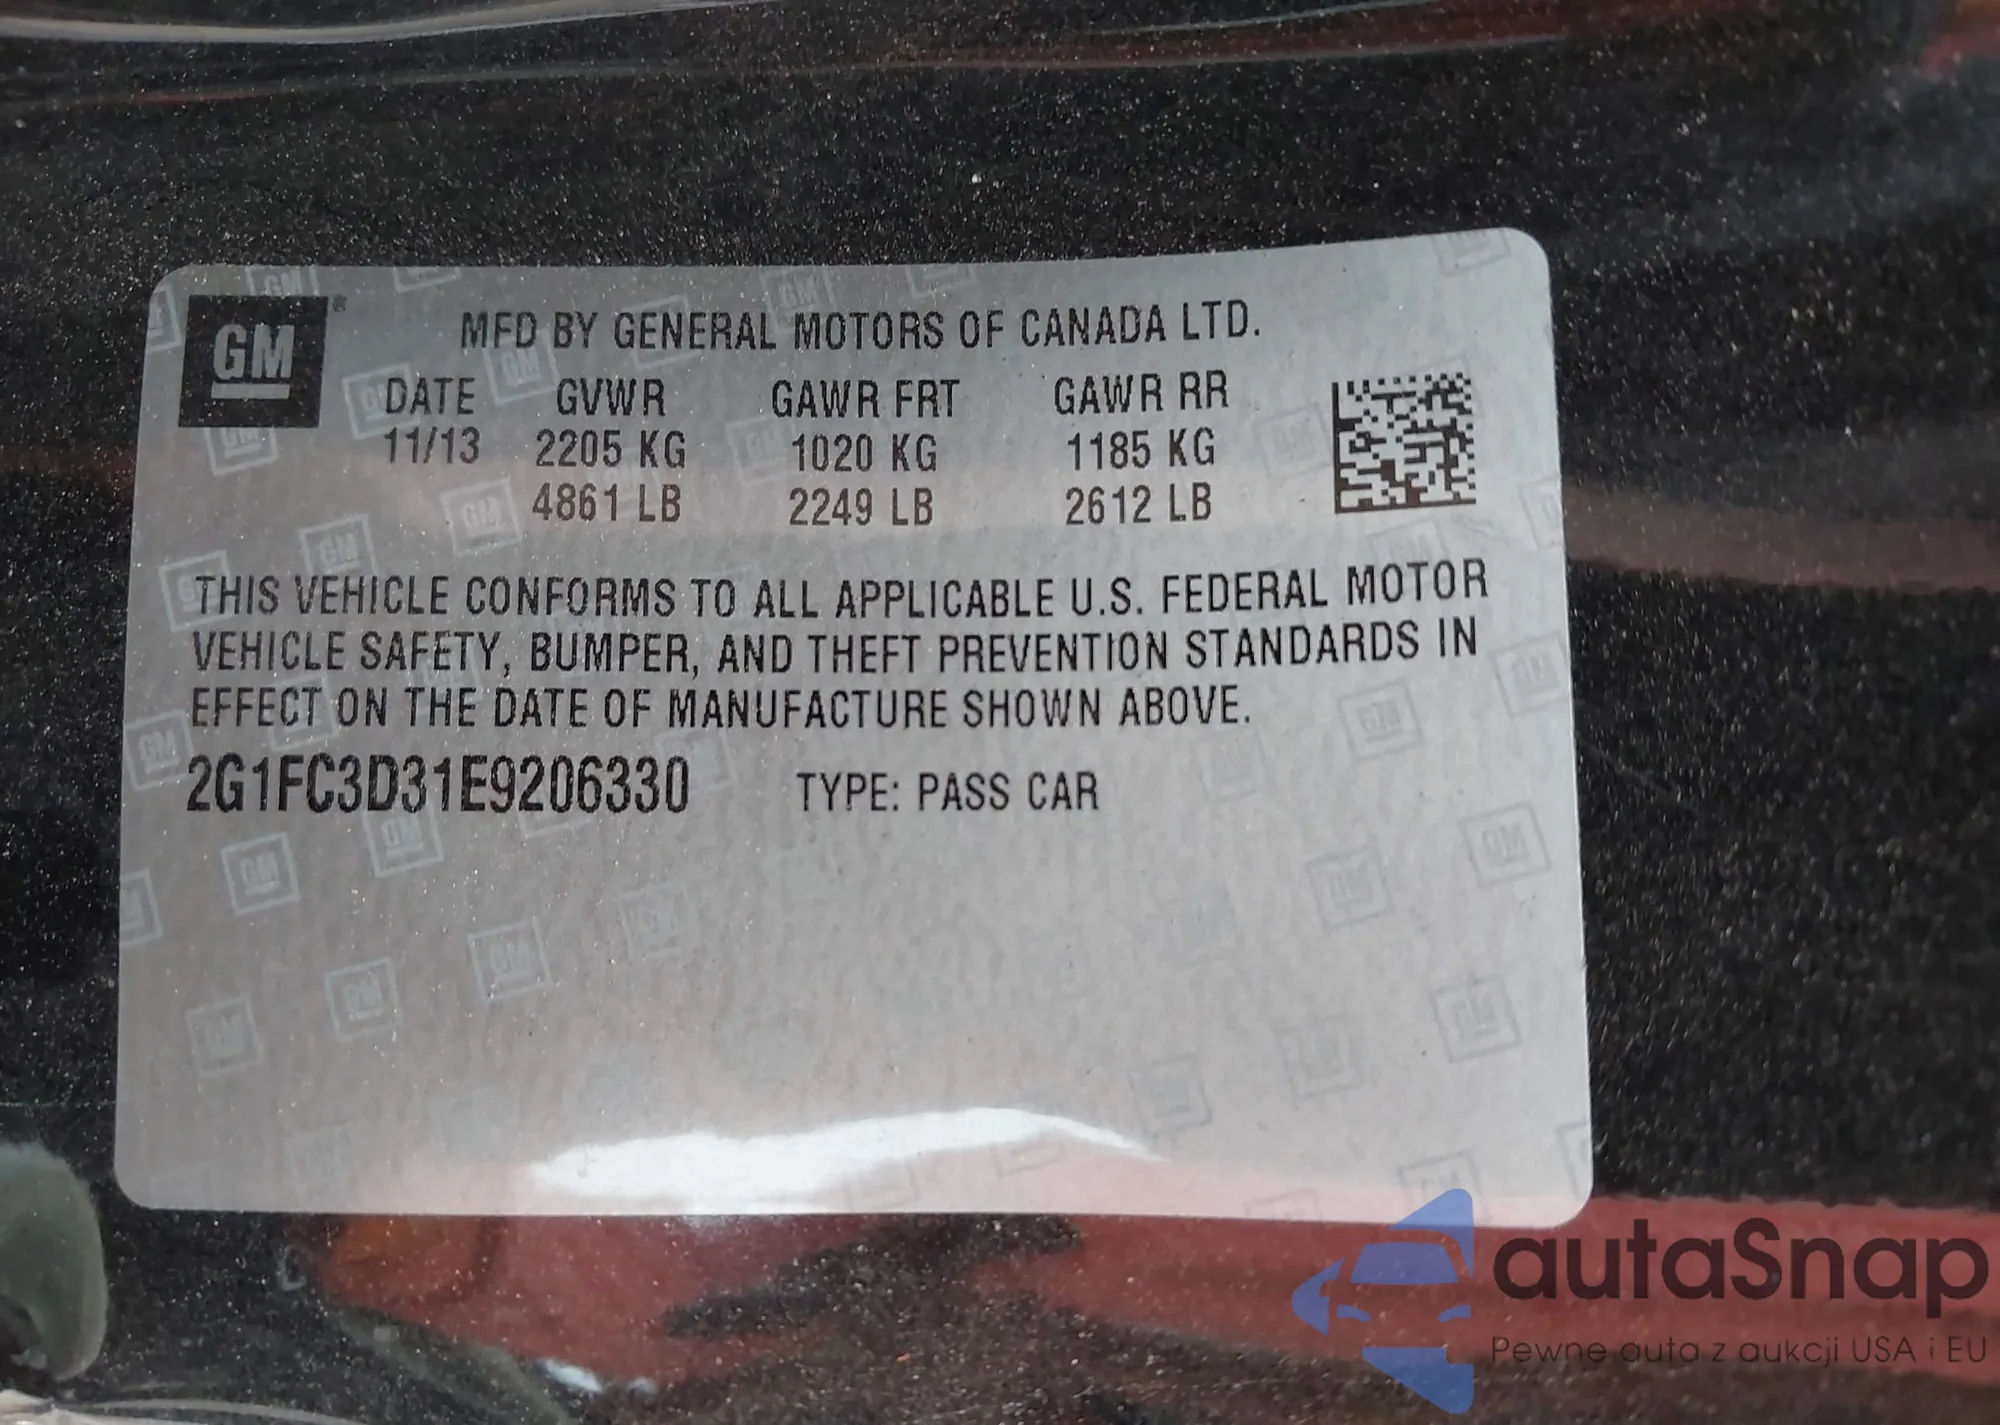 GM
MFD BY GENERAL MOTORS OF CANADA LTD.
DATE GVWR GAWR FRT GAWR RR
11/13 2205 KG 1020 KG 1185 KG
4861 LB 2249 LB 2612 LB
THIS VEHICLE CONFORMS TO ALL APPLICABLE U.S. FEDERAL MOTOR
VEHICLE SAFETY, BUMPER, AND THEFT PREVENTION STANDARDS IN
EFFECT ON THE DATE OF MANUFACTURE SHOWN ABOVE.
2G1FC3D31E9206330 TYPE: PASS CAR
autaSnap
Pewne auta z aukcji USA i EU